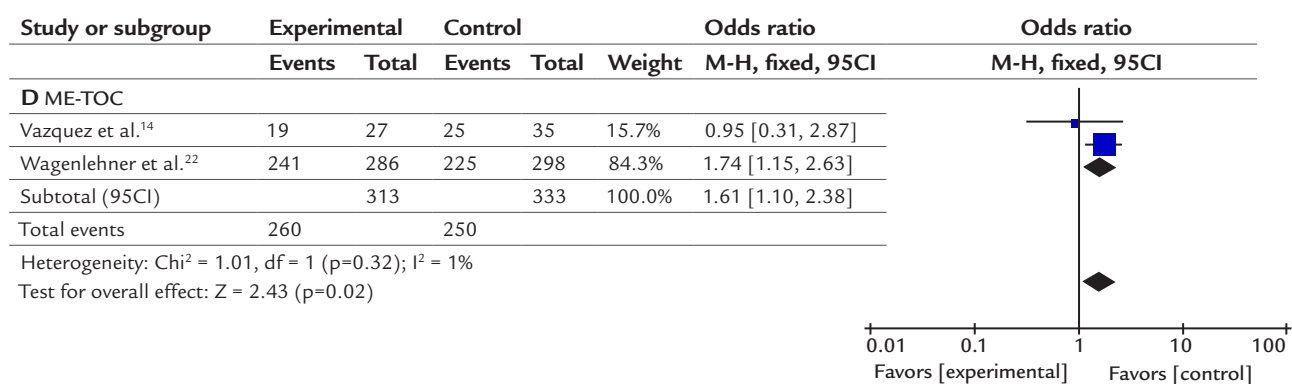 Study or subgroup Experimental Control Odds ratio Odds ratio
Events Total Events Total Weight M-H, fixed, 95CI M-H, fixed, 95CI
D ME-TOC
Vazquez et al.¹⁴ 19 27 25 35 15.7% 0.95 [0.31, 2.87]
Wagenlehner et al.²² 241 286 225 298 84.3% 1.74 [1.15, 2.63]
Subtotal (95CI) 313 333 100.0% 1.61 [1.10, 2.38]
Total events 260 250
Heterogeneity: Chi² = 1.01, df = 1 (p=0.32); I² = 1%
Test for overall effect: Z = 2.43 (p=0.02)
0.01 0.1 1 10 100
Favors [experimental] Favors [control]